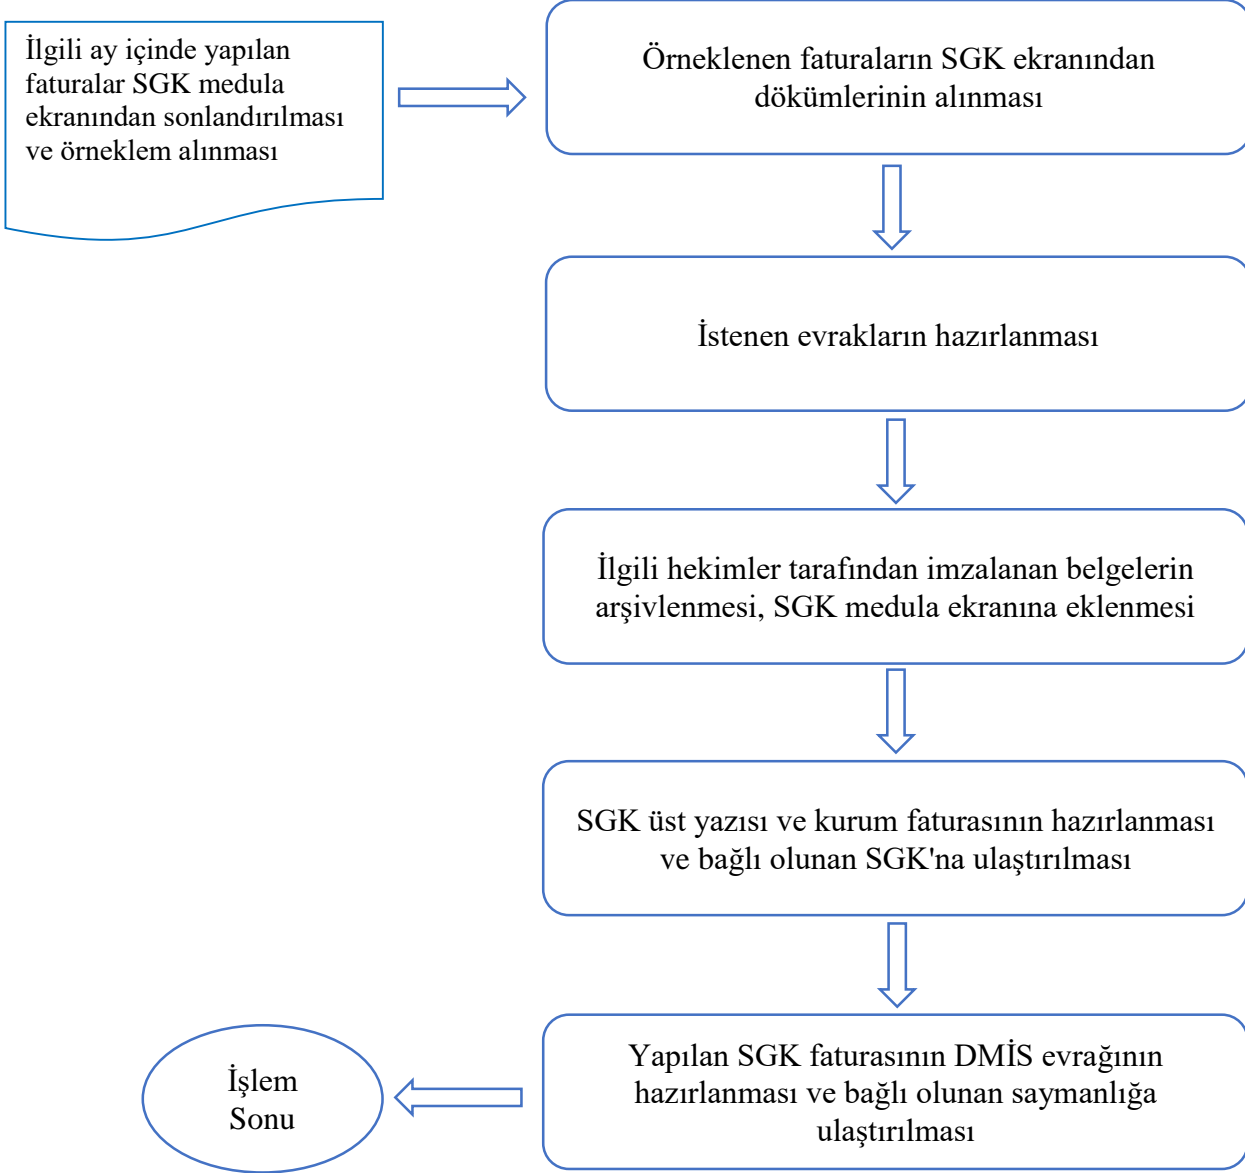 İlgili ay içinde yapılan
faturalar SGK medula
ekranından sonlandırılması
ve örneklem alınması
Örneklenen faturaların SGK ekranından
dökümlerinin alınması
İstenen evrakların hazırlanması
İlgili hekimler tarafından imzalanan belgelerin
arşivlenmesi, SGK medula ekranına eklenmesi
SGK üst yazısı ve kurum faturasının hazırlanması
ve bağlı olunan SGK'na ulaştırılması
Yapılan SGK faturasının DMİS evrağının
hazırlanması ve bağlı olunan saymanlığa
ulaştırılması
İşlem
Sonu